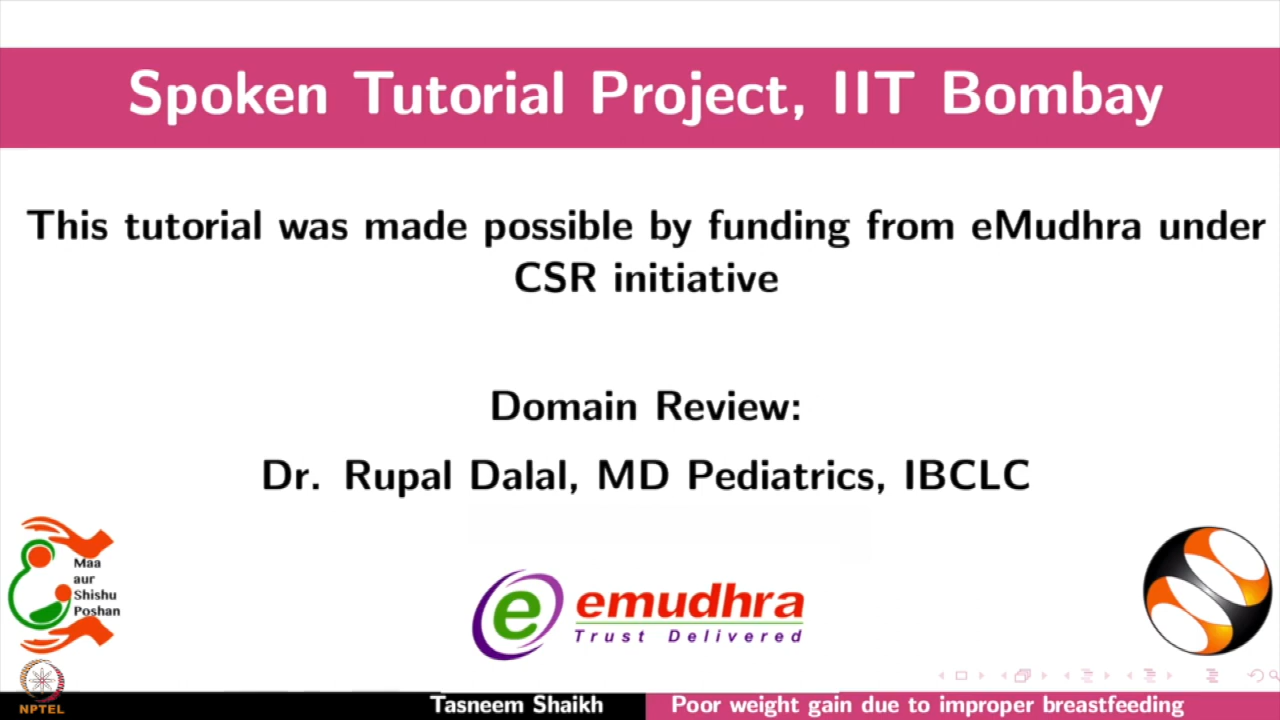 Spoken Tutorial Project, IIT Bombay
This tutorial was made possible by funding from eMudhra under
CSR initiative
Domain Review:
Dr. Rupal Dalal, MD Pediatrics, IBCLC
Maa
aur
Shishu
Poshan
e emudhra
Trust Delivered
NPTEL
Tasneem Shaikh
Poor weight gain due to improper breastfeeding